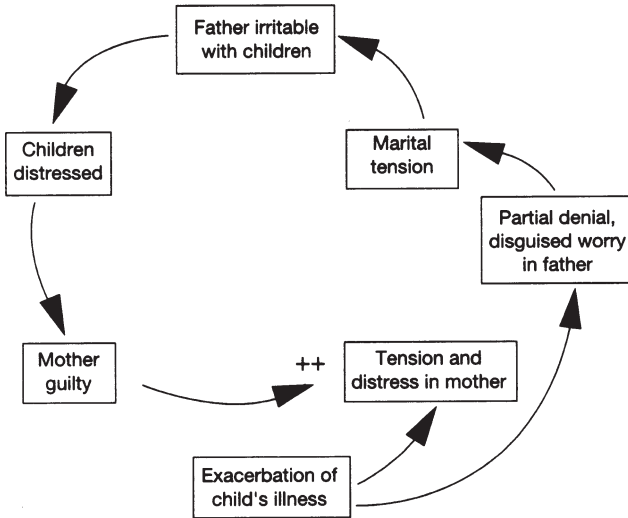 Father irritable
with children
Children
distressed
Marital
tension
Partial denial,
disguised worry
in father
Mother
guilty
++
Tension and
distress in mother
Exacerbation of
child's illness